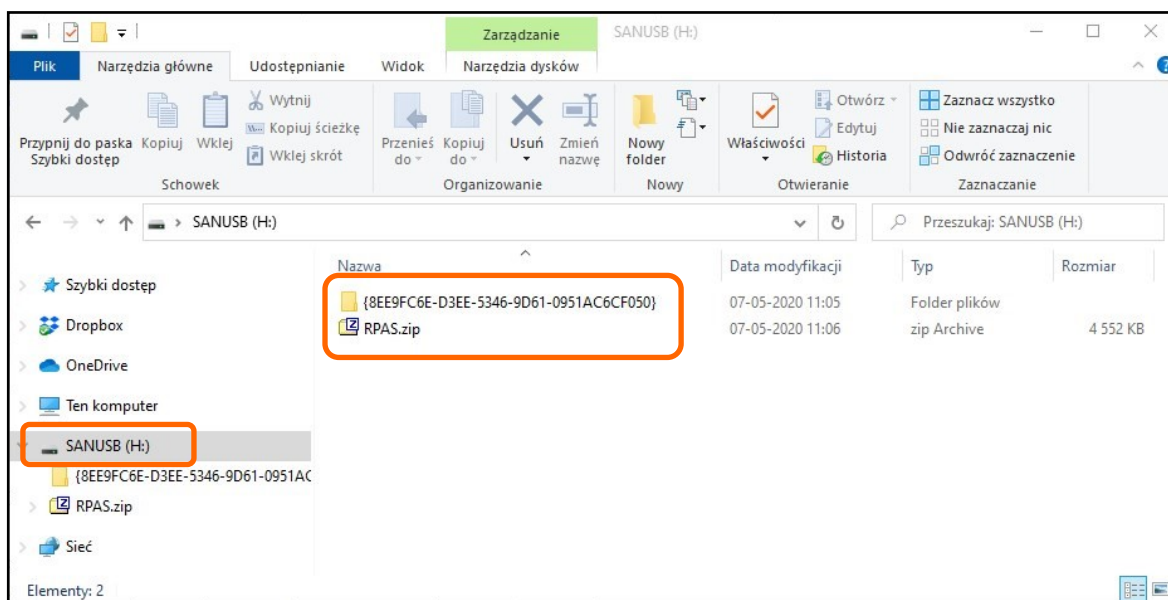 Zarządzanie SANUSB (H:)
Plik Narzędzia główne Udostępnianie Widok Narzędzia dysków
Przypnij do paska Szybki dostęp
Kopiuj
Wklej
Wytnij
Kopiuj ścieżkę
Wklej skrót
Schowek
Przenieś do
Kopiuj do
Usuń
Zmień nazwę
Organizowanie
Nowy folder
Nowy
Właściwości
Otwórz
Edytuj
Historia
Otwieranie
Zaznacz wszystko
Nie zaznaczaj nic
Odwróć zaznaczenie
Zaznaczanie
SANUSB (H:)
Przeszukaj: SANUSB (H:)
Szybki dostęp
Dropbox
OneDrive
Ten komputer
SANUSB (H:)
{8EE9FC6E-D3EE-5346-9D61-0951AC
RPAS.zip
Sieć
Nazwa Data modyfikacji Typ Rozmiar
{8EE9FC6E-D3EE-5346-9D61-0951AC6CF050} 07-05-2020 11:05 Folder plików
RPAS.zip 07-05-2020 11:06 zip Archive 4 552 KB
Elementy: 2